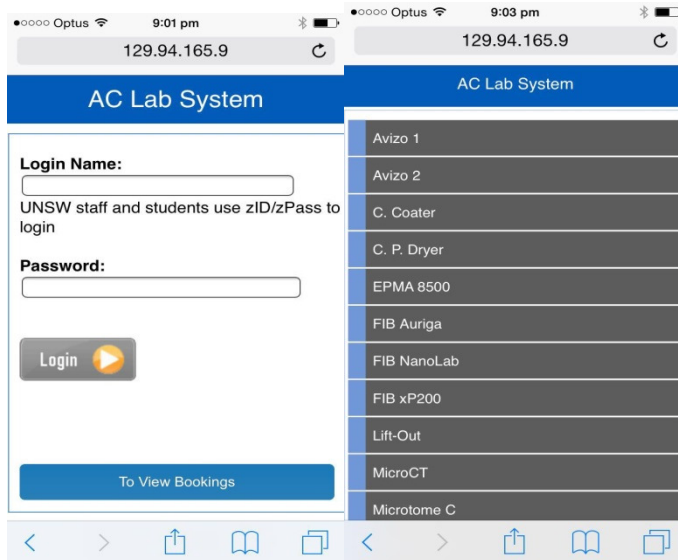 ●○○○○ Optus 9:01 pm
129.94.165.9
AC Lab System
Login Name:
UNSW staff and students use zID/zPass to
login
Password:
Login
To View Bookings
●○○○○ Optus 9:03 pm
129.94.165.9
AC Lab System
Avizo 1
Avizo 2
C. Coater
C. P. Dryer
EPMA 8500
FIB Auriga
FIB NanoLab
FIB xP200
Lift-Out
MicroCT
Microtome C